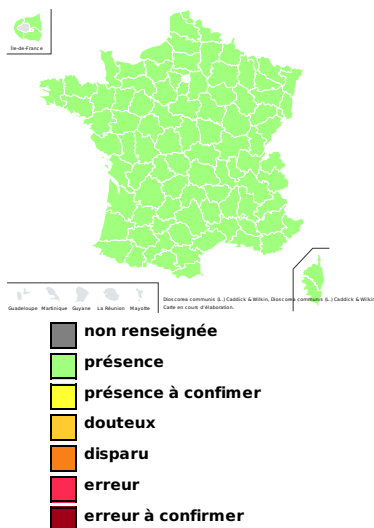 Île-de-France
Guadeloupe Martinique Guyane La Réunion Mayotte
Dioscorea communis (L.) Caddick & Wilkin, Dioscorea communis (L.) Caddick & Wilkin
Carte en cours d'élaboration.
non renseignée
présence
présence à confimer
douteux
disparu
erreur
erreur à confirmer